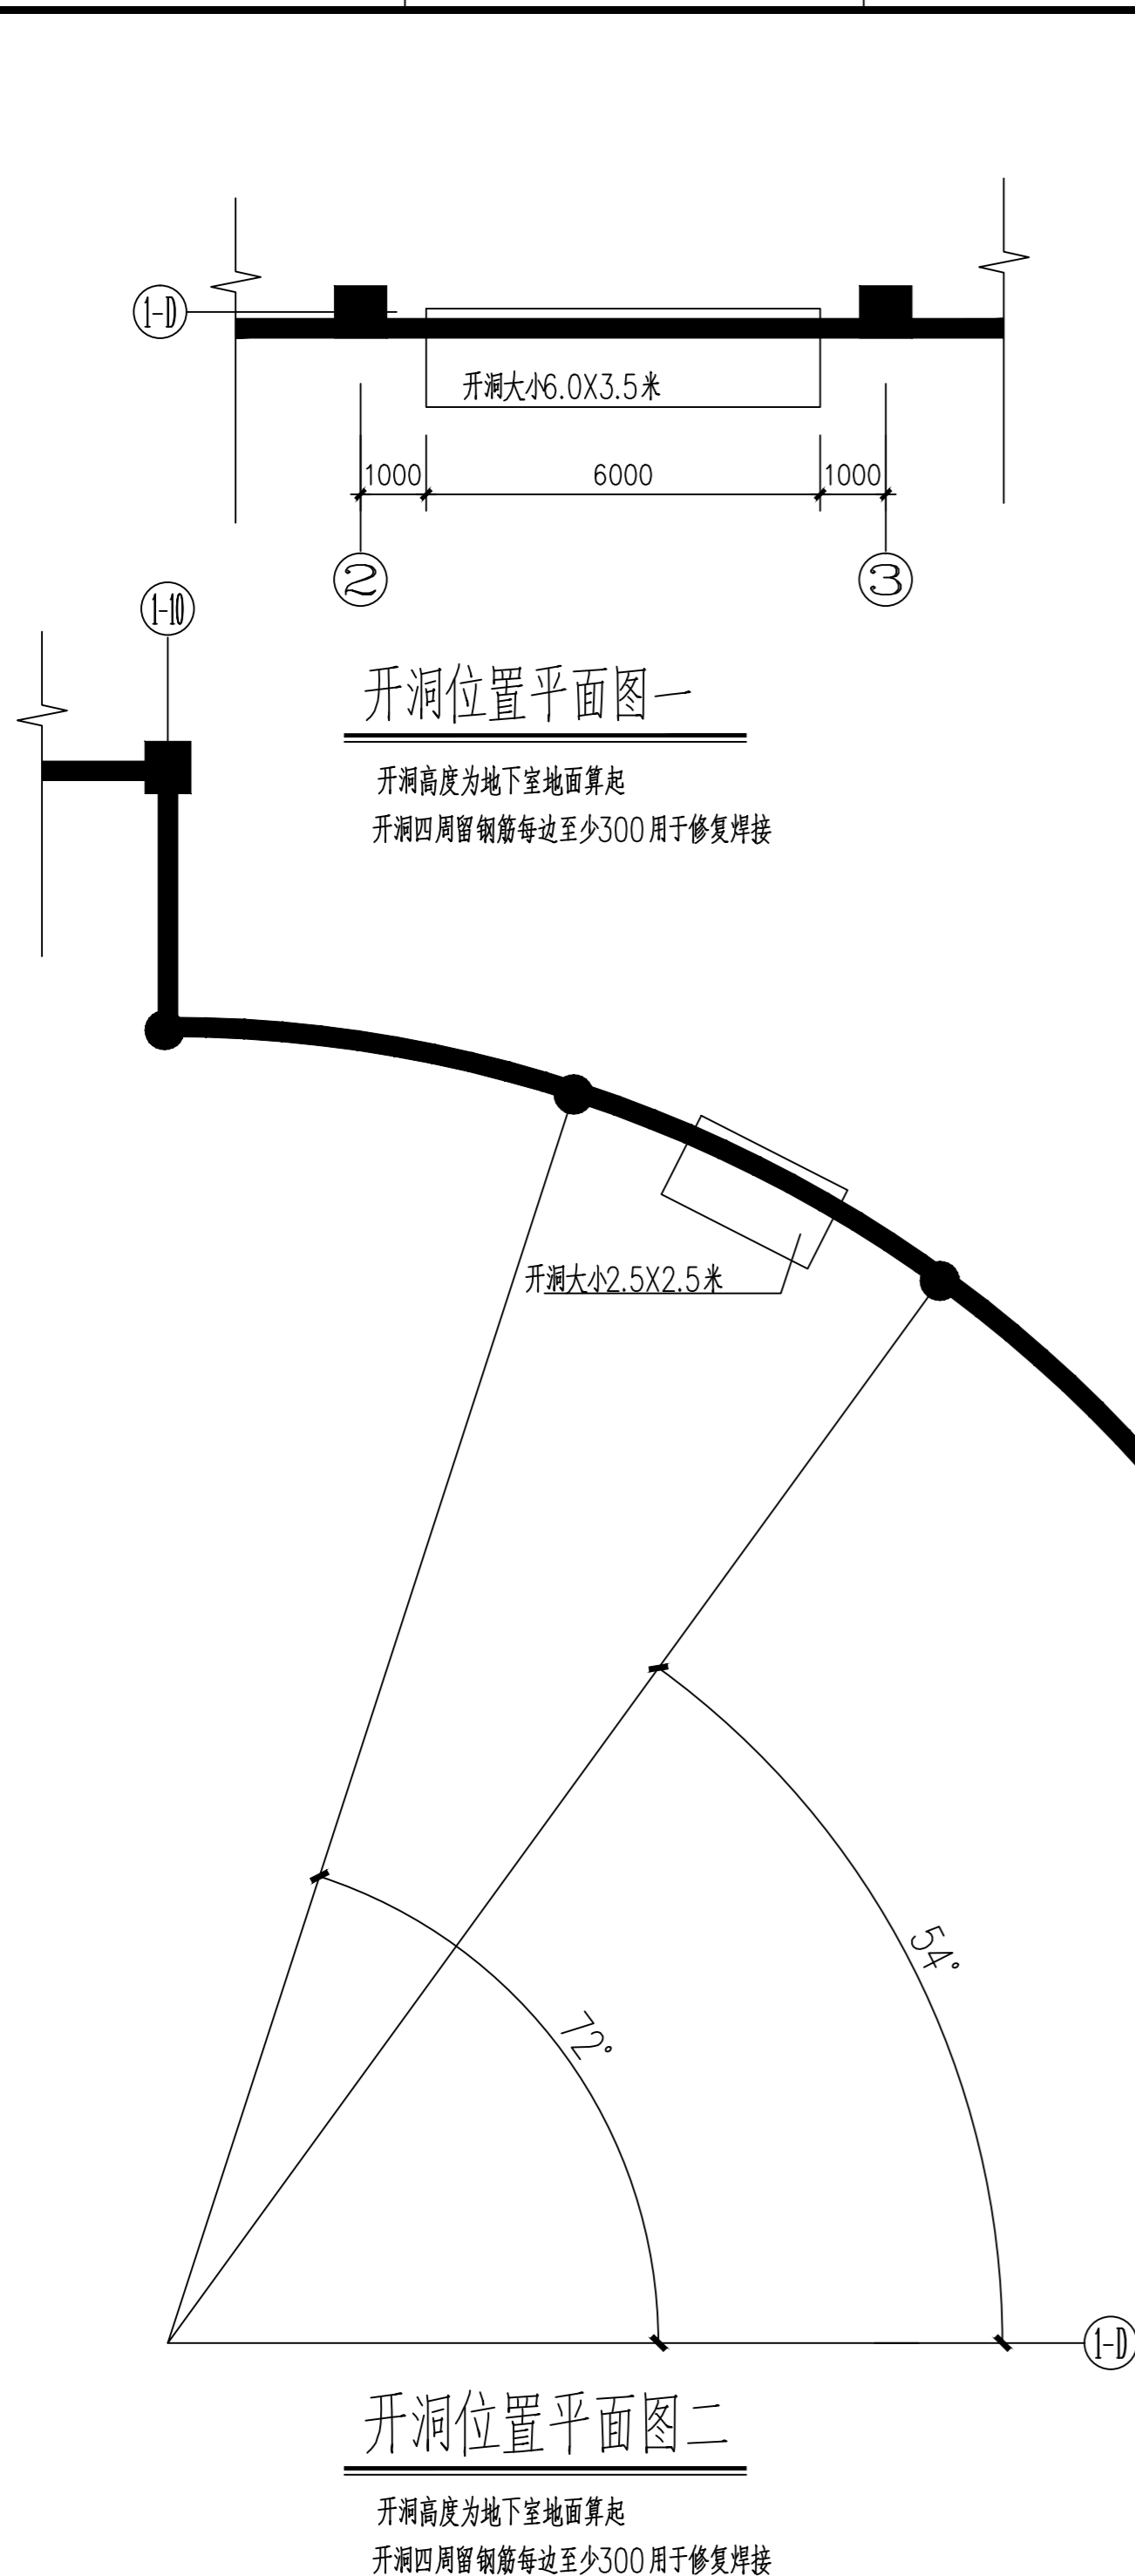 1-D
开洞大小6.0X3.5米
1000 6000 1000
2 3
1-10
开洞位置平面图一
开洞高度为地下室地面算起
开洞四周留钢筋每边至少300用于修复焊接
开洞大小2.5X2.5米
54°
72°
1-D
开洞位置平面图二
开洞高度为地下室地面算起
开洞四周留钢筋每边至少300用于修复焊接